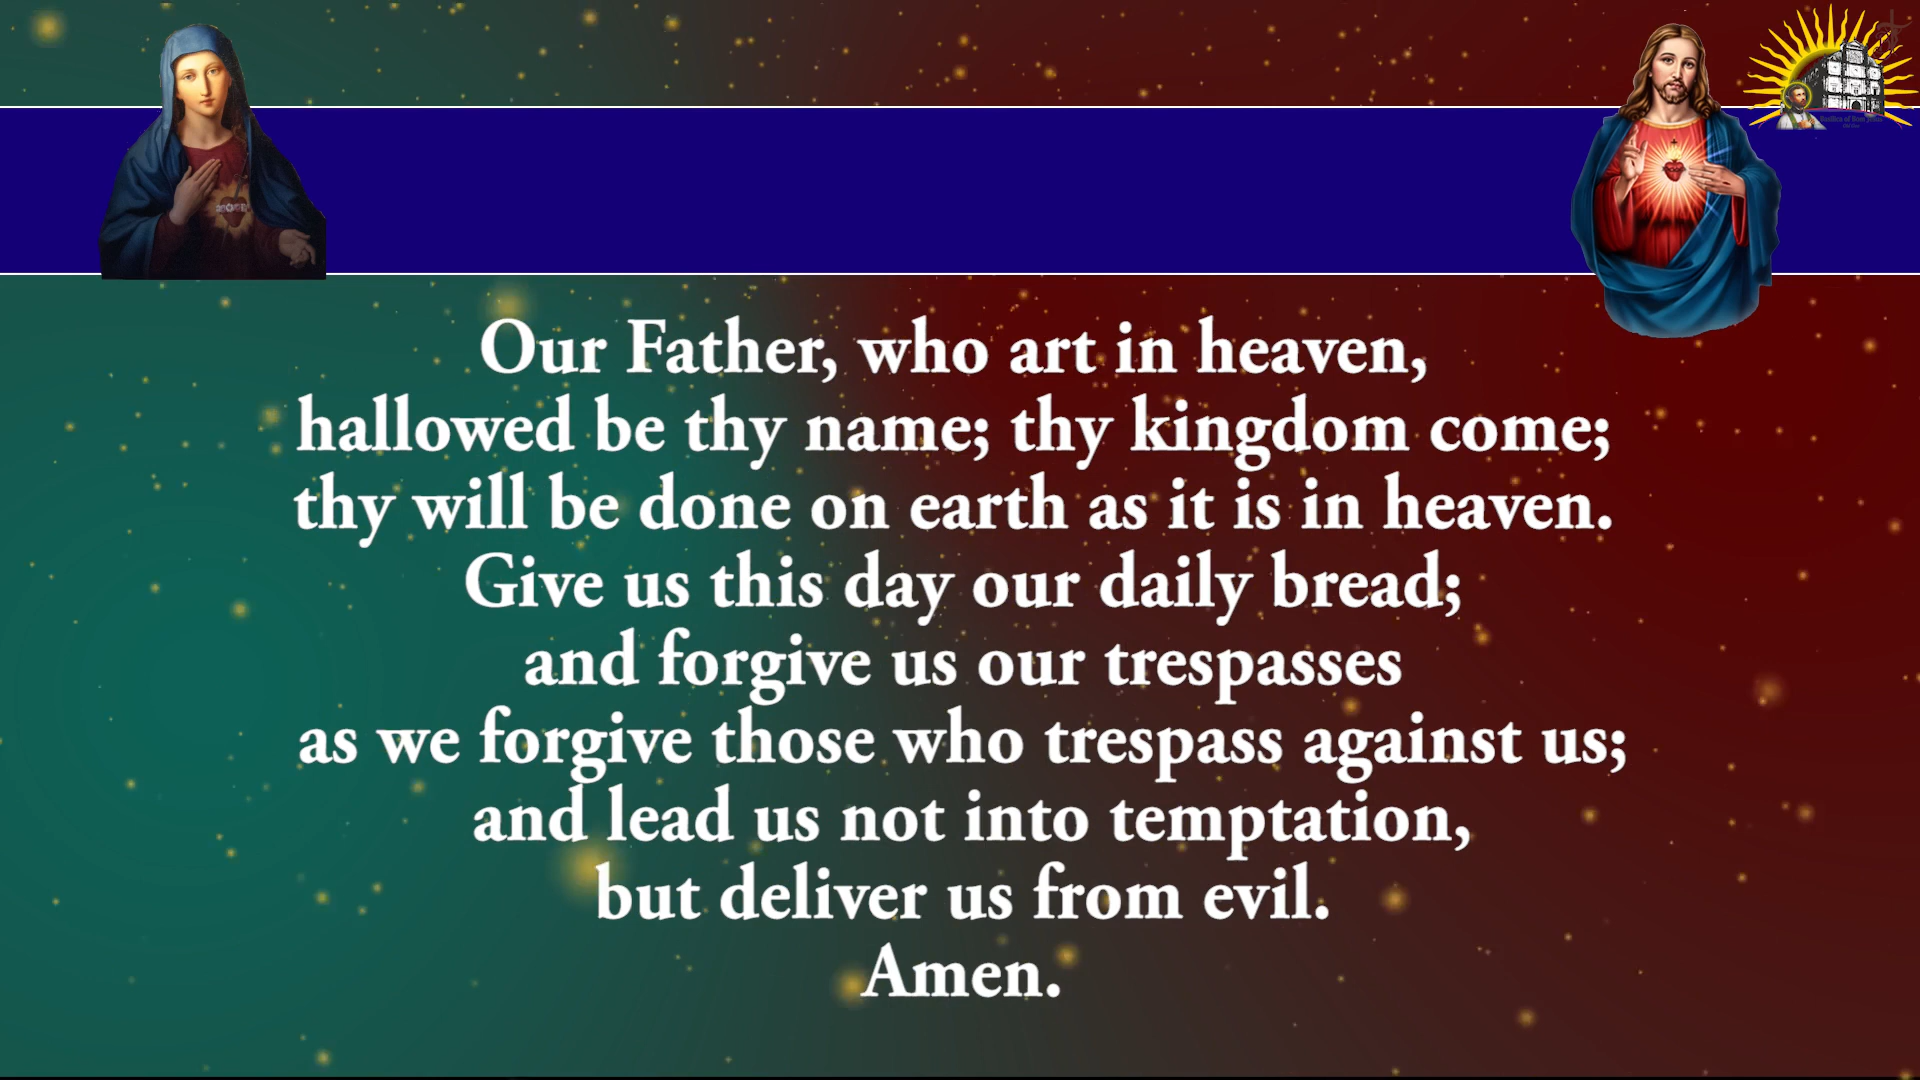 Our Father, who art in heaven,
hallowed be thy name; thy kingdom come;
thy will be done on earth as it is in heaven.
Give us this day our daily bread;
and forgive us our trespasses
as we forgive those who trespass against us;
and lead us not into temptation,
but deliver us from evil.
Amen.